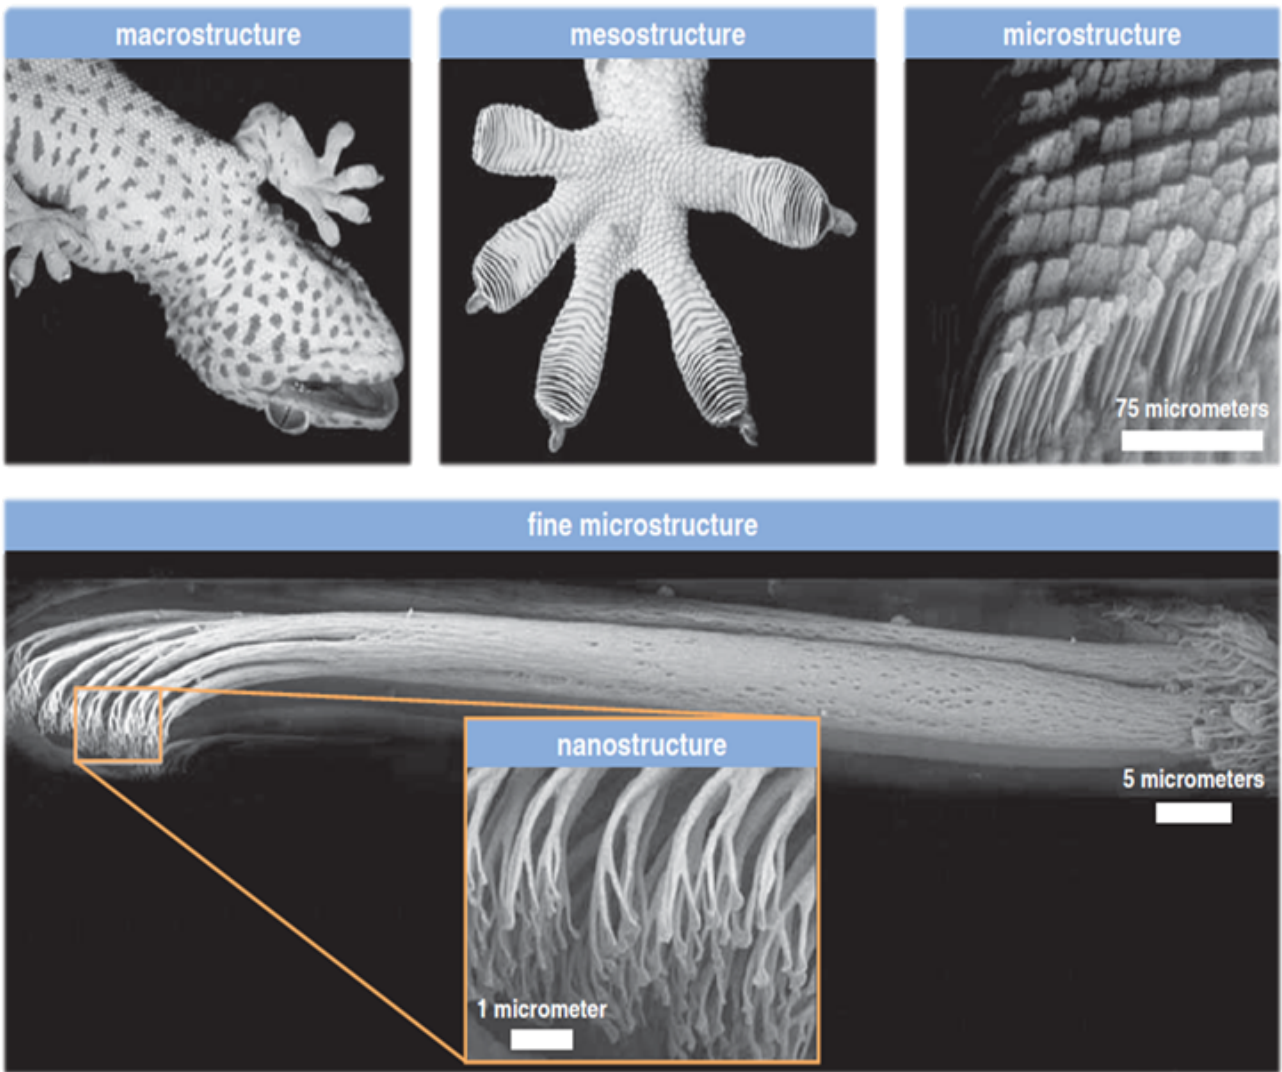 macrostructure
mesostructure
microstructure
75 micrometers
fine microstructure
nanostructure
5 micrometers
1 micrometer